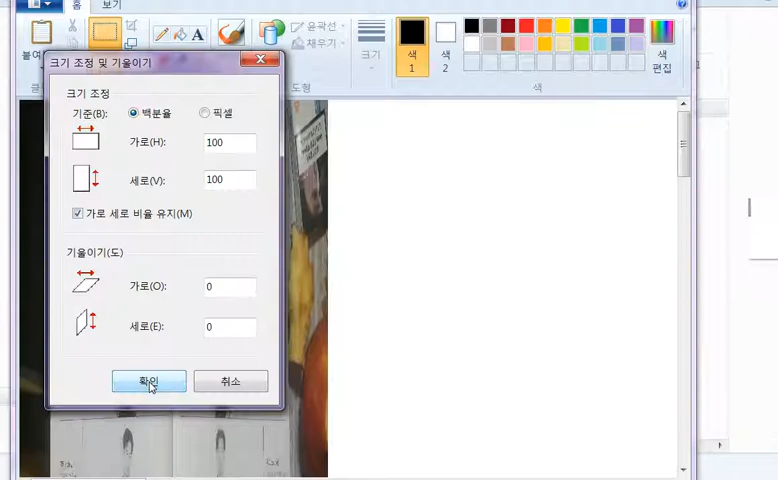 홈 보기
붙여
A
윤곽선
채우기
크기
색 1
색 2
색 편집
도형
색
크기 조정 및 기울이기
크기 조정
기준(B): 백분율 픽셀
가로(H): 100
세로(V): 100
가로 세로 비율 유지(M)
기울이기(도)
가로(O): 0
세로(E): 0
확인 취소